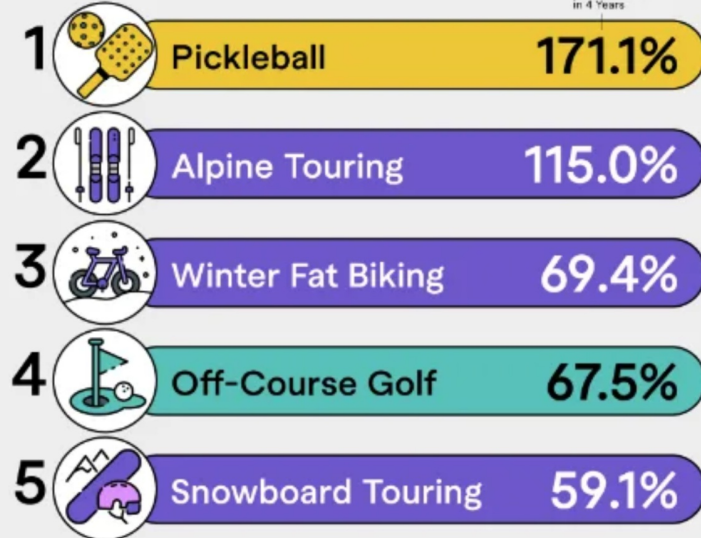 in 4 Years
1 Pickleball 171.1%
2 Alpine Touring 115.0%
3 Winter Fat Biking 69.4%
4 Off-Course Golf 67.5%
5 Snowboard Touring 59.1%